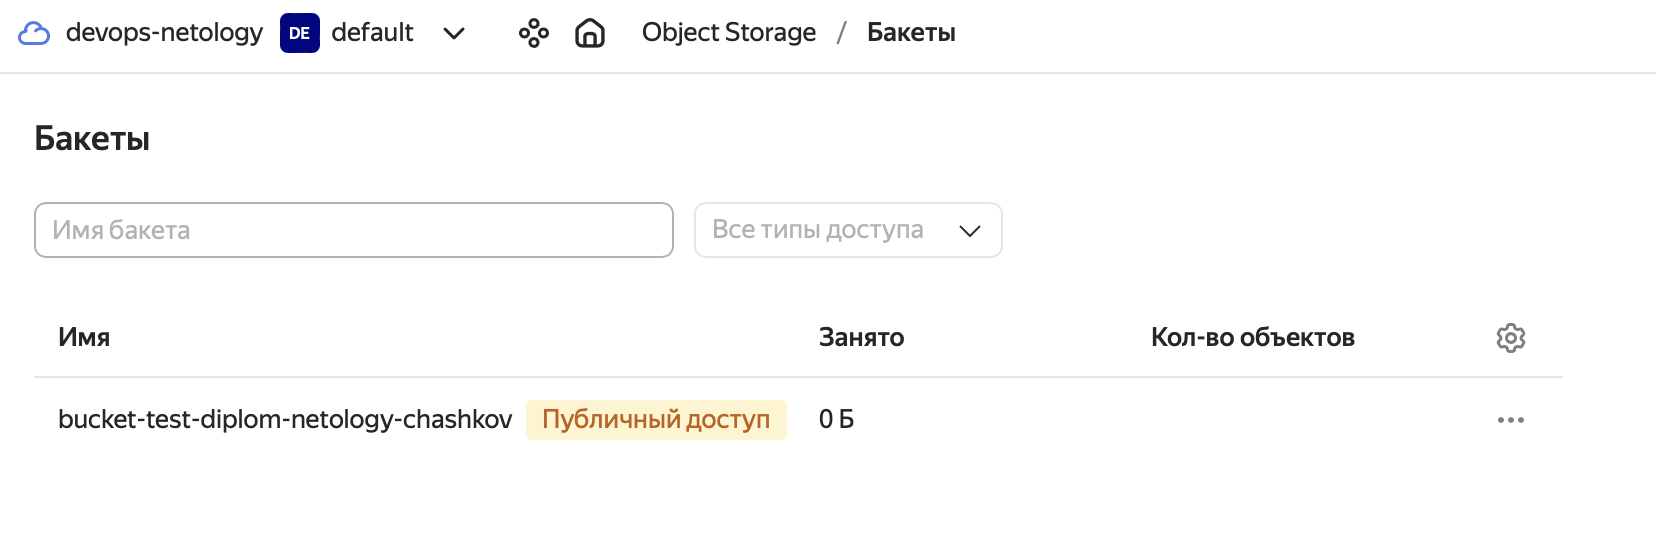 devops-netology DE default Object Storage / Бакеты
Бакеты
Имя бакета Все типы доступа
Имя Занято Кол-во объектов
bucket-test-diplom-netology-chashkov Публичный доступ 0 Б